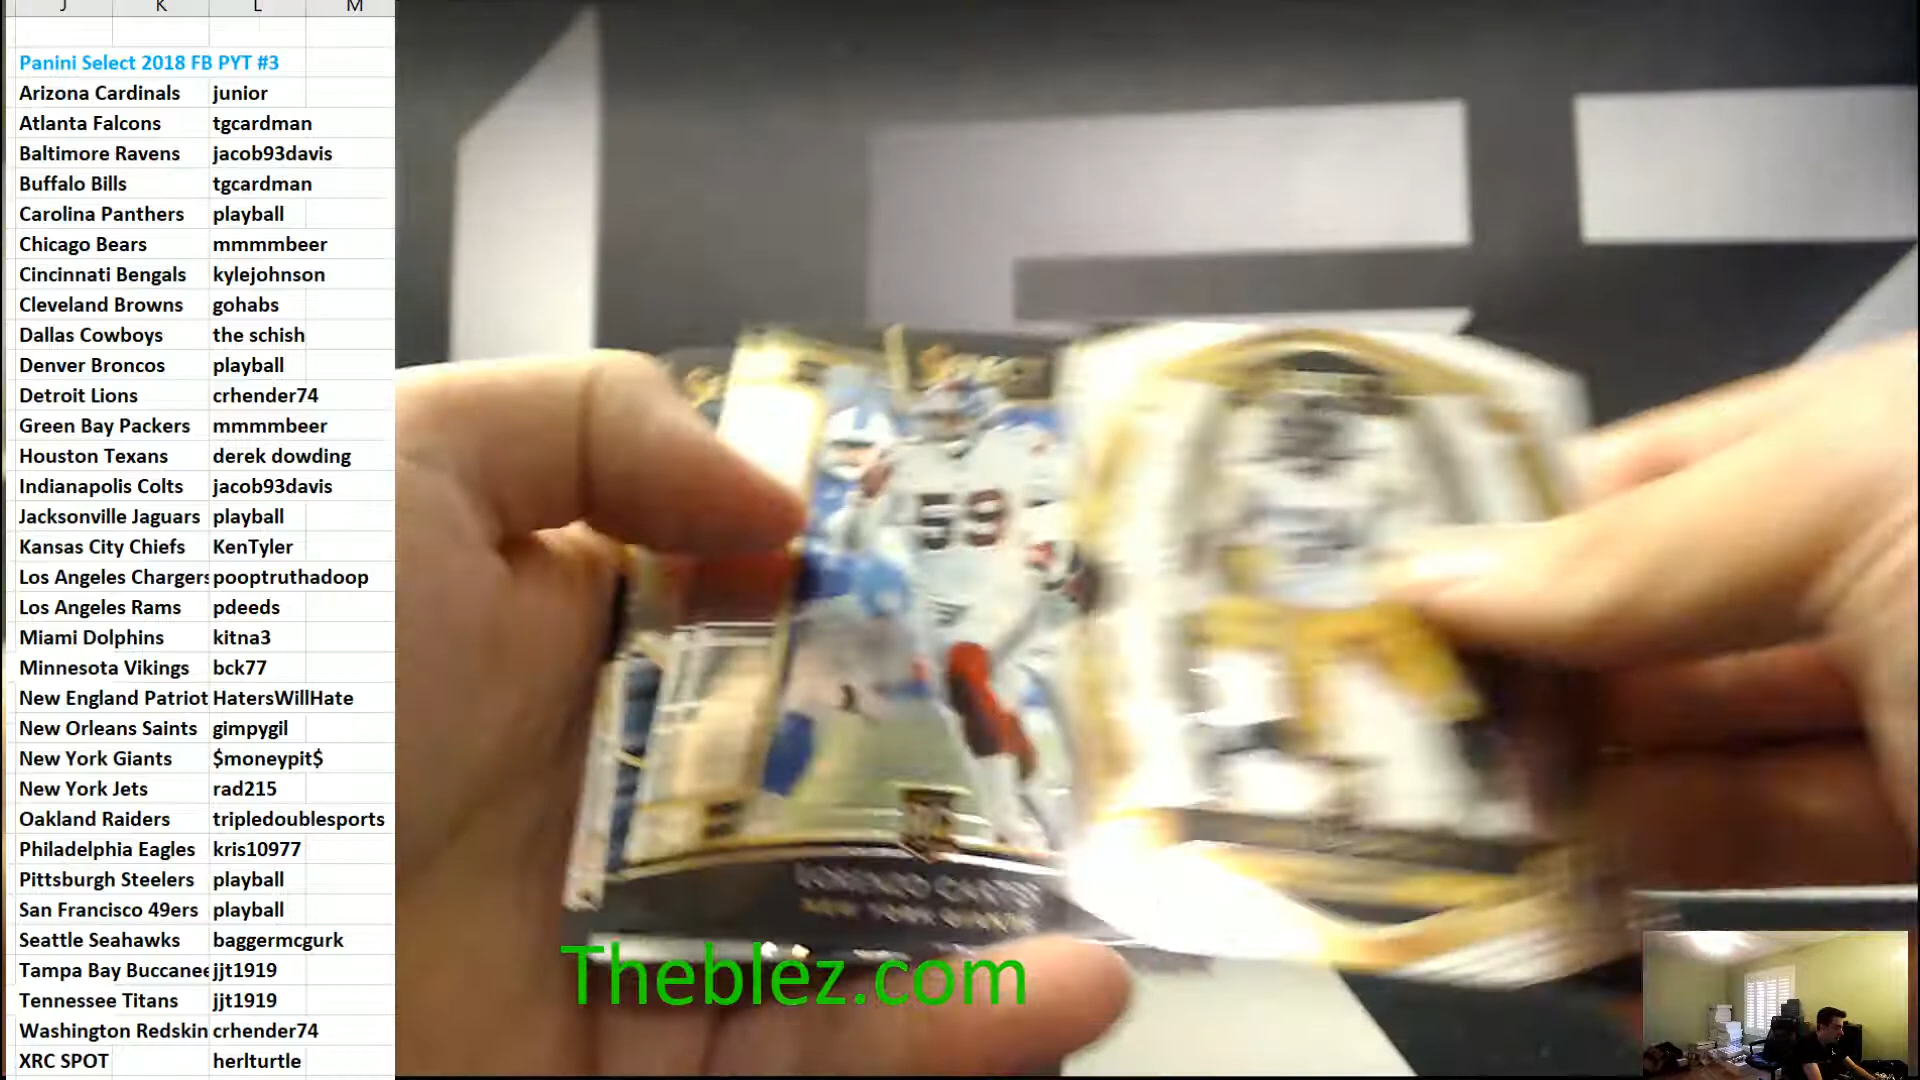 J K L M
Panini Select 2018 FB PYT #3
Arizona Cardinals junior
Atlanta Falcons tgcardman
Baltimore Ravens jacob93davis
Buffalo Bills tgcardman
Carolina Panthers playball
Chicago Bears mmmmbeer
Cincinnati Bengals kylejohnson
Cleveland Browns gohabs
Dallas Cowboys the schish
Denver Broncos playball
Detroit Lions crhender74
Green Bay Packers mmmmbeer
Houston Texans derek dowding
Indianapolis Colts jacob93davis
Jacksonville Jaguars playball
Kansas City Chiefs KenTyler
Los Angeles Chargers pooptruthadoop
Los Angeles Rams pdeeds
Miami Dolphins kitna3
Minnesota Vikings bck77
New England Patriot HatersWillHate
New Orleans Saints gimpygil
New York Giants $moneypit$
New York Jets rad215
Oakland Raiders tripledoublesports
Philadelphia Eagles kris10977
Pittsburgh Steelers playball
San Francisco 49ers playball
Seattle Seahawks baggermcgurk
Tampa Bay Buccanee jjt1919
Tennessee Titans jjt1919
Washington Redskin crhender74
XRC SPOT herlturtle
59
LORENZO CARTER
NEW YORK GIANTS
Theblez.com